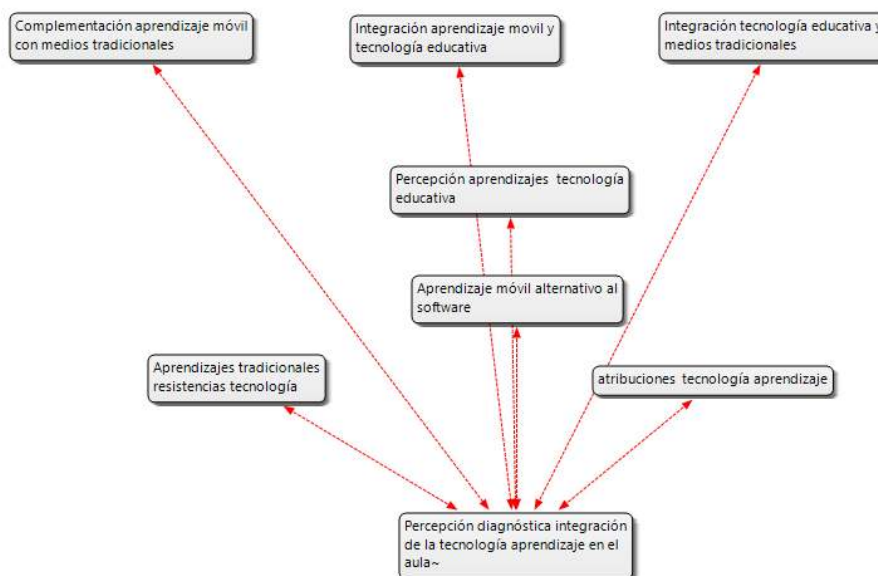 Complementación aprendizaje móvil
con medios tradicionales
Integración aprendizaje movil y
tecnología educativa
Integración tecnología educativa y
medios tradicionales
Percepción aprendizajes tecnología
educativa
Aprendizaje móvil alternativo al
software
Aprendizajes tradicionales
resistencias tecnología
atribuciones tecnología aprendizaje
Percepción diagnóstica integración
de la tecnología aprendizaje en el
aula~